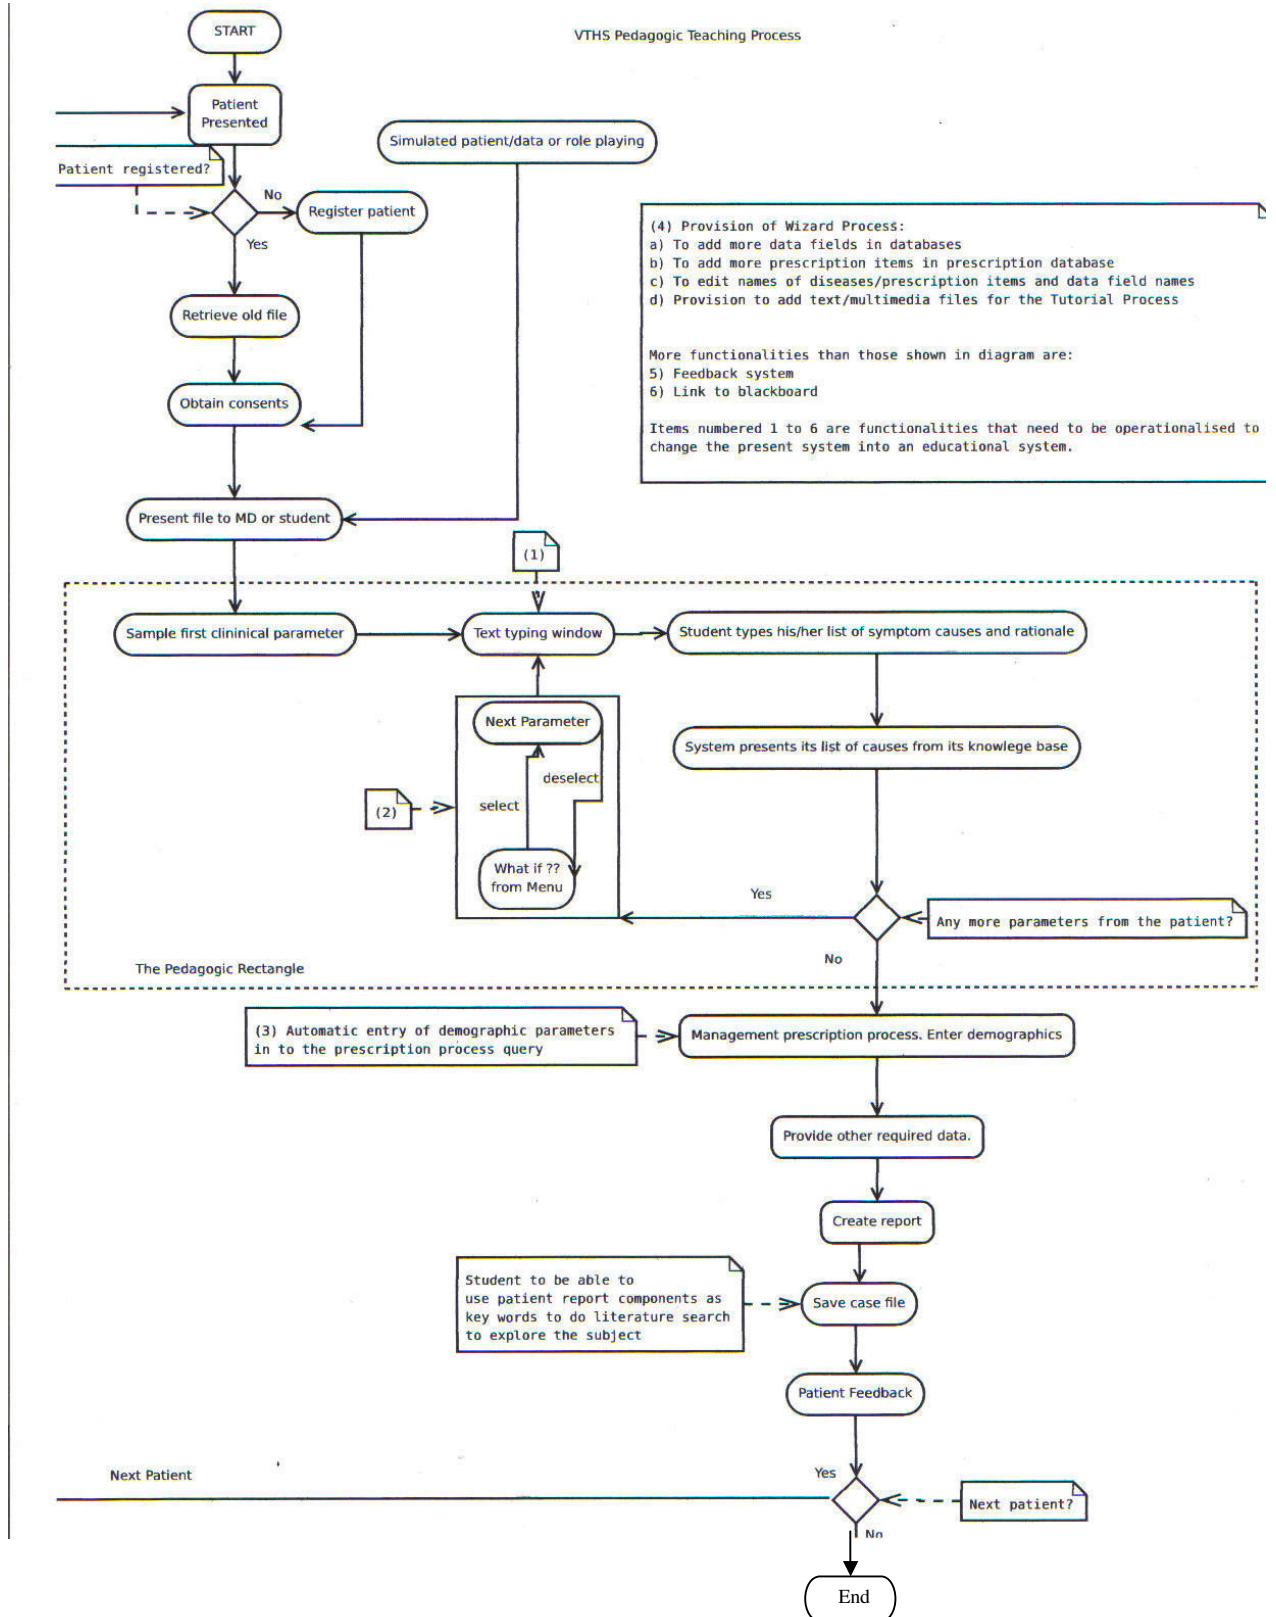 START
VTHS Pedagogic Teaching Process
Patient
Presented
Simulated patient/data or role playing
Patient registered?
No
Register patient
Yes
(4) Provision of Wizard Process:
a) To add more data fields in databases
b) To add more prescription items in prescription database
c) To edit names of diseases/prescription items and data field names
d) Provision to add text/multimedia files for the Tutorial Process
More functionalities than those shown in diagram are:
5) Feedback system
6) Link to blackboard
Items numbered 1 to 6 are functionalities that need to be operationalised to
change the present system into an educational system.
Retrieve old file
Obtain consents
Present file to MD or student
(1)
Sample first clininical parameter
Text typing window
Student types his/her list of symptom causes and rationale
Next Parameter
System presents its list of causes from its knowlege base
deselect
select
(2)
What if ??
from Menu
Yes
Any more parameters from the patient?
No
The Pedagogic Rectangle
(3) Automatic entry of demographic parameters
in to the prescription process query
Management prescription process. Enter demographics
Provide other required data.
Create report
Student to be able to
use patient report components as
key words to do literature search
to explore the subject
Save case file
Patient Feedback
Next Patient
Yes
Next patient?
No
End